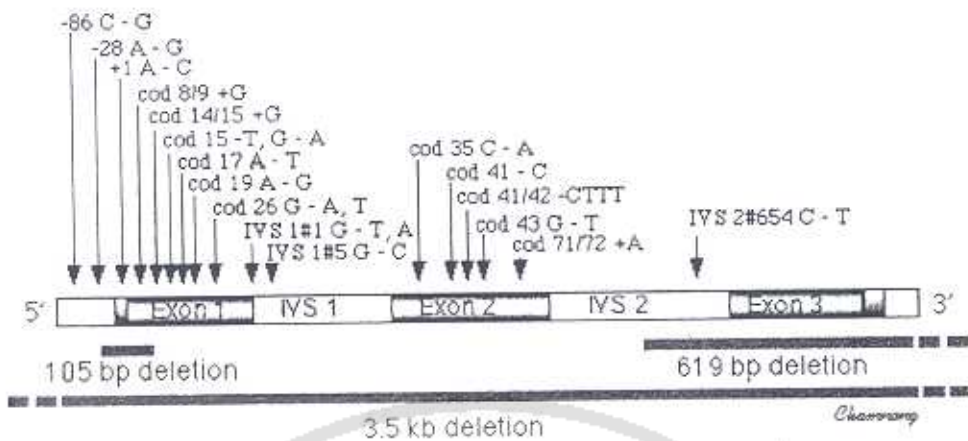 -86 C - G
-28 A - G
+1 A - C
cod 8/9 +G
cod 14/15 +G
cod 15 -T, G - A
cod 17 A - T
cod 19 A - G
cod 26 G - A, T
IVS 1#1 G - T, A
IVS 1#5 G - C
cod 35 C - A
cod 41 - C
cod 41/42 -CTTT
cod 43 G - T
cod 71/72 +A
IVS 2#654 C - T
5' Exon 1 IVS 1 Exon 2 IVS 2 Exon 3 3'
105 bp deletion 619 bp deletion
3.5 kb deletion